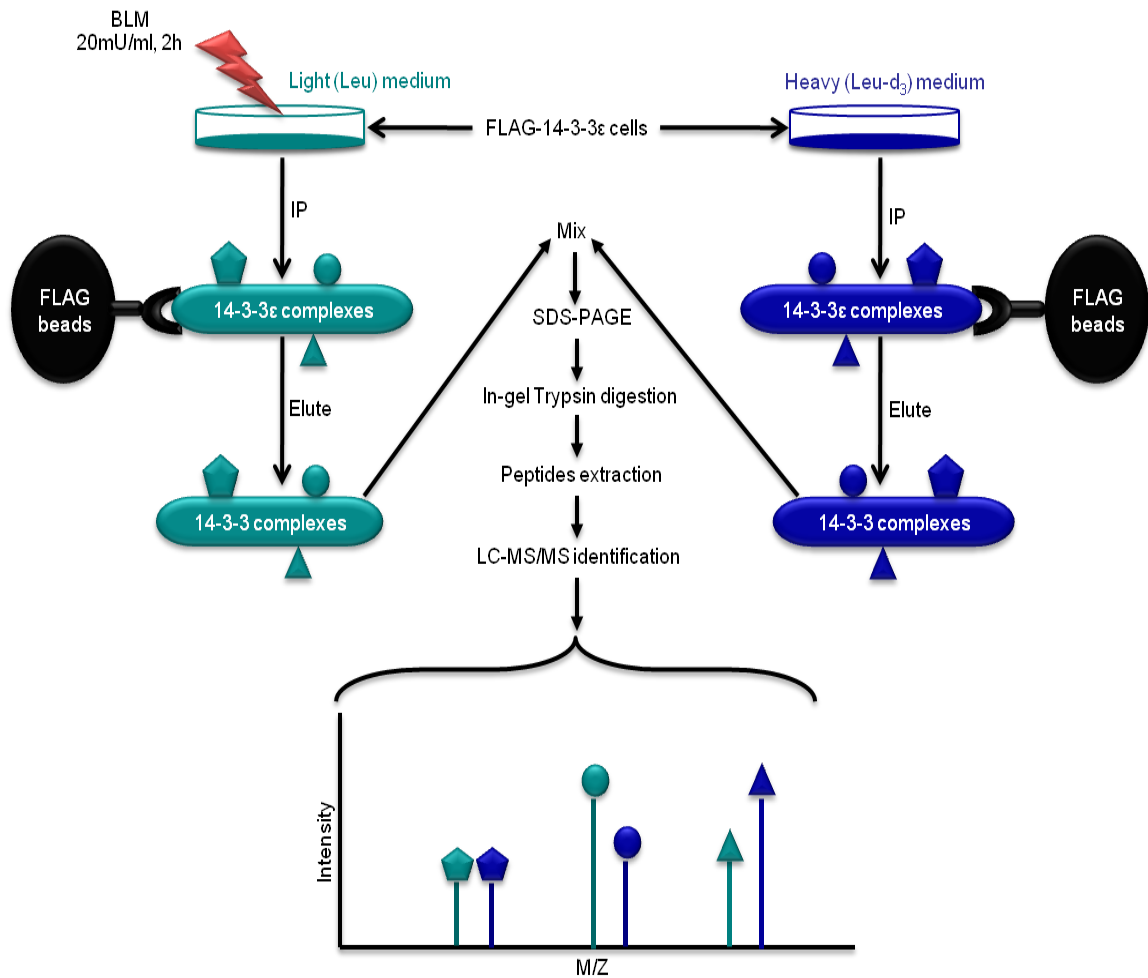 BLM
20mU/ml, 2h
Light (Leu) medium
Heavy (Leu-d₃) medium
FLAG-14-3-3ε cells
IP
IP
Mix
FLAG
beads
14-3-3ε complexes
14-3-3ε complexes
FLAG
beads
SDS-PAGE
In-gel Trypsin digestion
Elute
Elute
Peptides extraction
14-3-3 complexes
14-3-3 complexes
LC-MS/MS identification
Intensity
M/Z